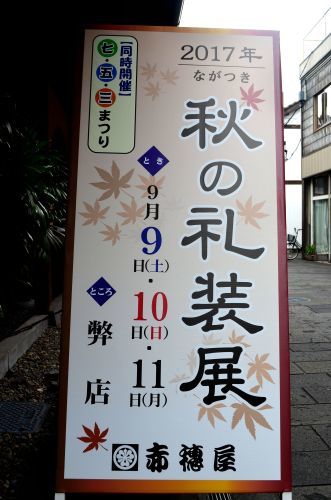 2017年
ながつき
秋の礼装展
【同時開催】
七・五・三まつり
とき
9月9日(土)・10日(日)・11日(月)
ところ
弊店
赤穗屋